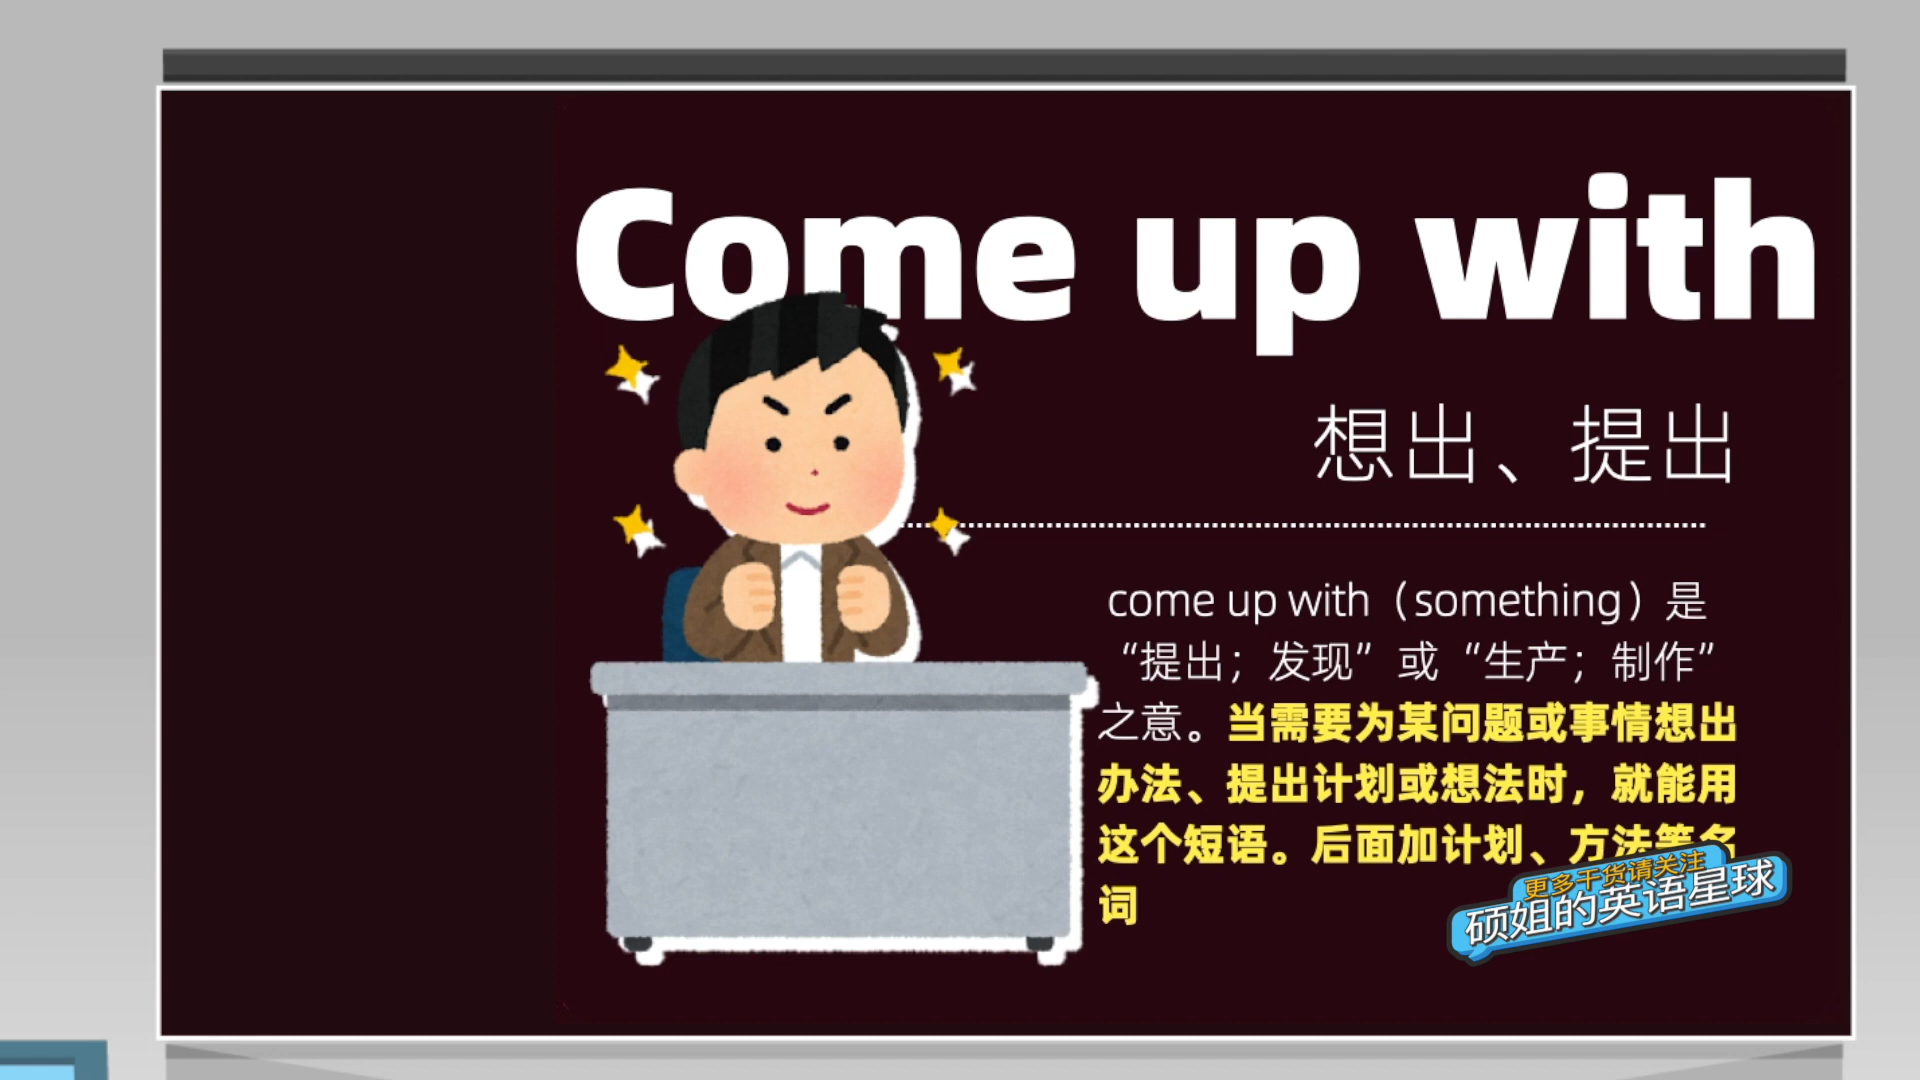 Come up with
想出、提出
come up with（something）是
“提出；发现”或“生产；制作”
之意。当需要为某问题或事情想出
办法、提出计划或想法时，就能用
这个短语。后面加计划、方法等名
词
更多干货请关注
硕姐的英语星球